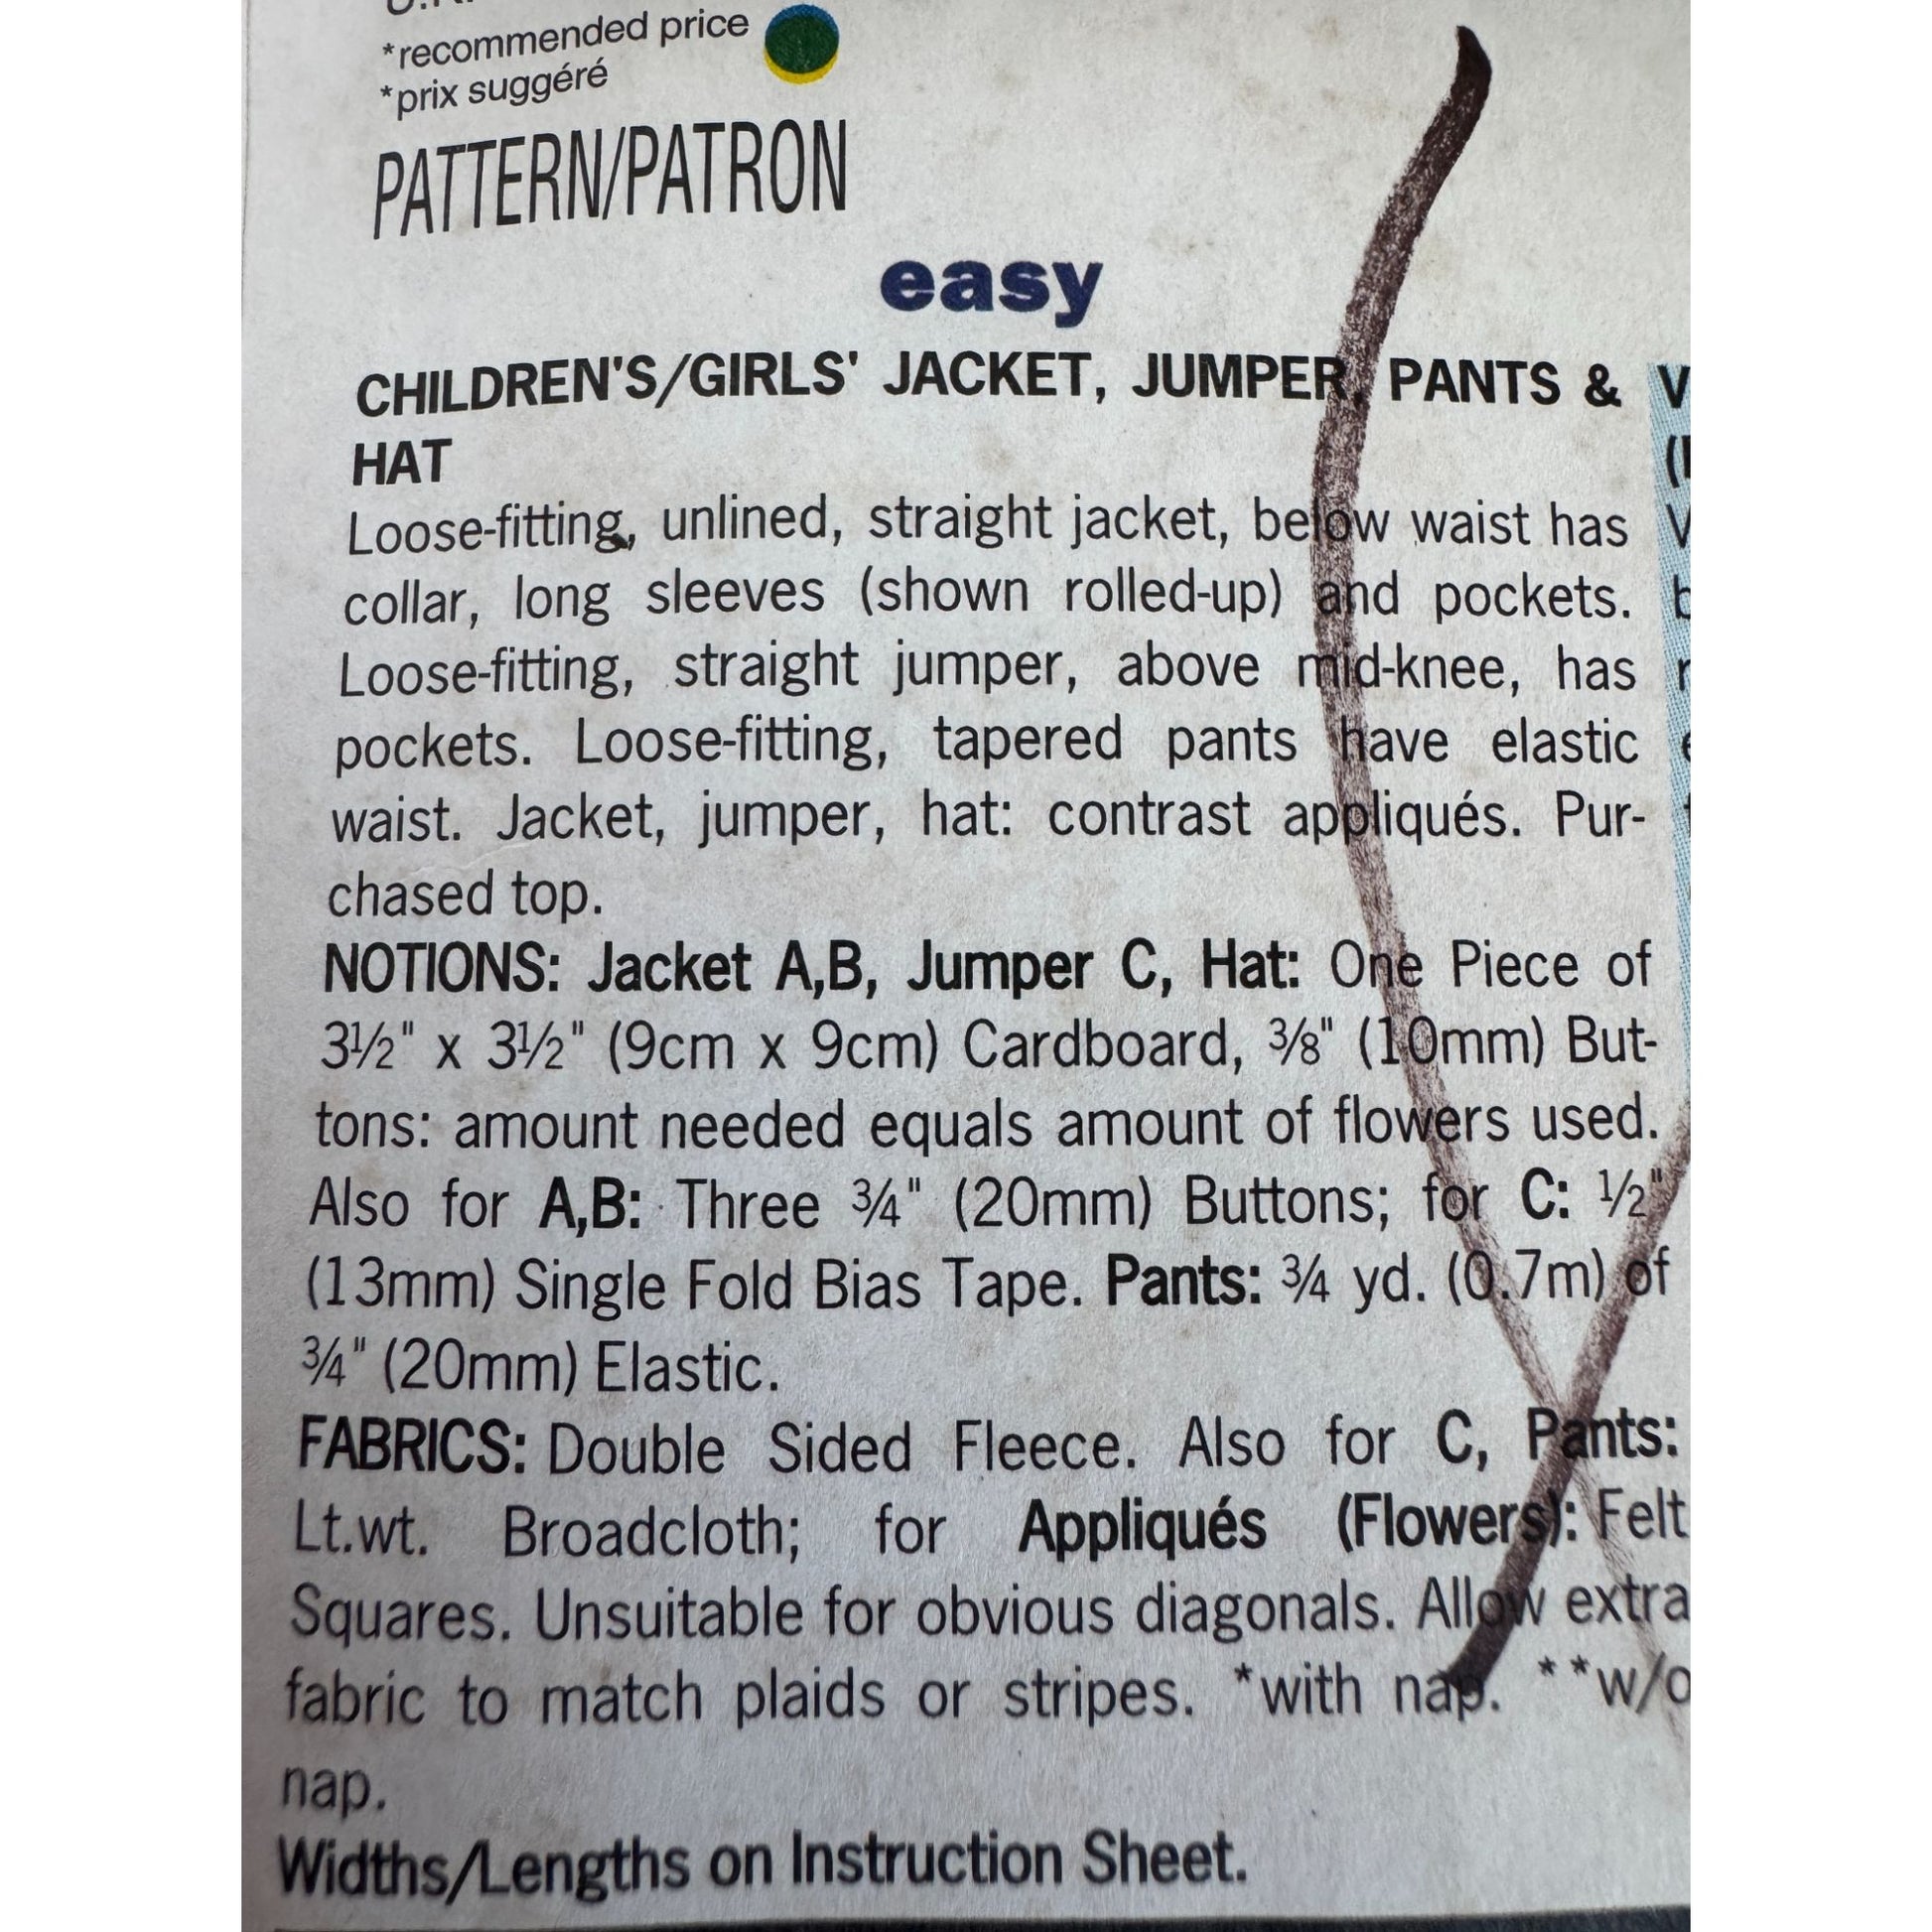 *recommended price
*prix suggéré
PATTERN/PATRON
easy
CHILDREN'S/GIRLS' JACKET, JUMPER, PANTS &
HAT
Loose-fitting, unlined, straight jacket, below waist has
collar, long sleeves (shown rolled-up) and pockets.
Loose-fitting, straight jumper, above mid-knee, has
pockets. Loose-fitting, tapered pants have elastic
waist. Jacket, jumper, hat: contrast appliqués. Pur-
chased top.
NOTIONS: Jacket A,B, Jumper C, Hat: One Piece of
3½" x 3½" (9cm x 9cm) Cardboard, ⅜" (10mm) But-
tons: amount needed equals amount of flowers used.
Also for A,B: Three ¾" (20mm) Buttons; for C: ½"
(13mm) Single Fold Bias Tape. Pants: ¾ yd. (0.7m) of
¾" (20mm) Elastic.
FABRICS: Double Sided Fleece. Also for C, Pants:
Lt.wt. Broadcloth; for Appliqués (Flowers): Felt
Squares. Unsuitable for obvious diagonals. Allow extra
fabric to match plaids or stripes. *with nap. **w/o
nap.
Widths/Lengths on Instruction Sheet.